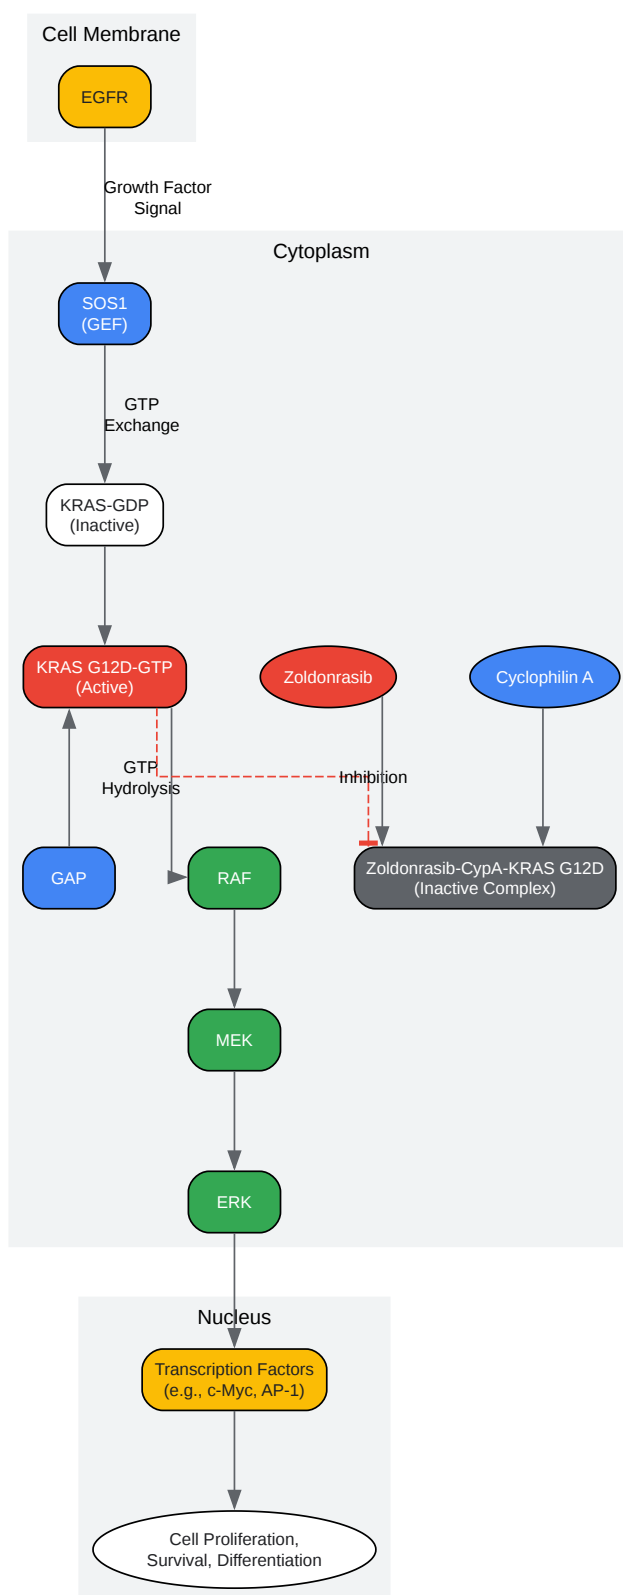 Cell Membrane
EGFR
Growth Factor
Signal
Cytoplasm
SOS1
(GEF)
GTP
Exchange
KRAS-GDP
(Inactive)
KRAS G12D-GTP
(Active)
Zoldonrasib
Cyclophilin A
GTP
Hydrolysis
Inhibition
GAP
RAF
Zoldonrasib-CypA-KRAS G12D
(Inactive Complex)
MEK
ERK
Nucleus
Transcription Factors
(e.g., c-Myc, AP-1)
Cell Proliferation,
Survival, Differentiation